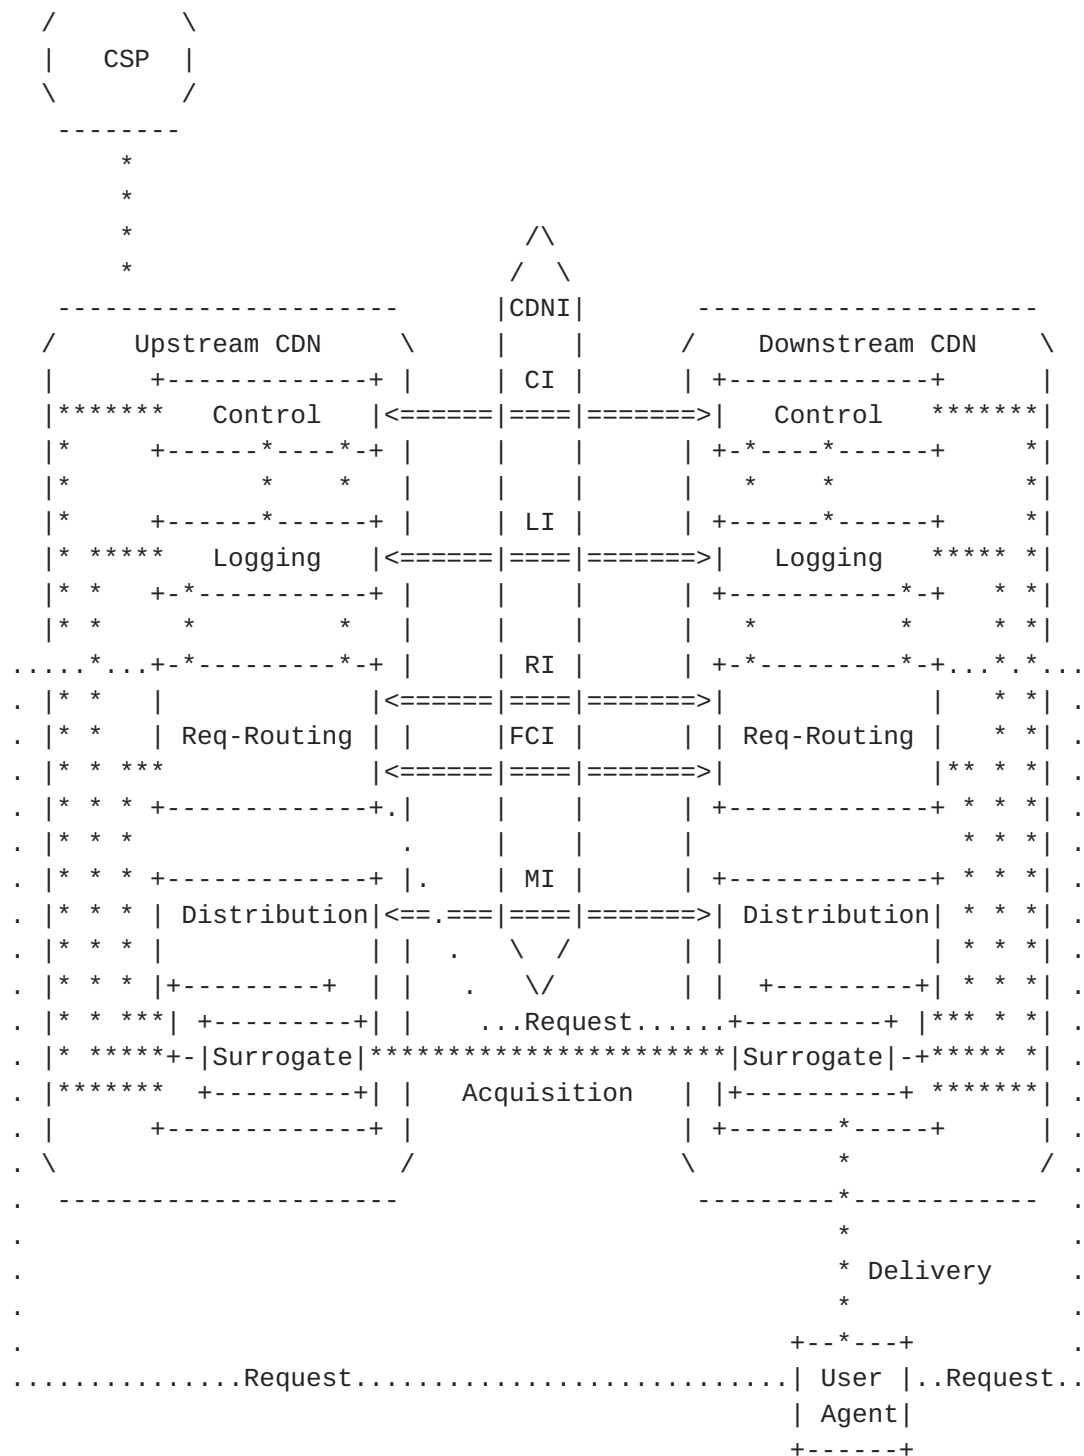 CSP
CDNI
Upstream CDN Downstream CDN
CI
Control Control
LI
Logging Logging
RI
Req-Routing FCI Req-Routing
MI
Distribution Distribution
Request
Surrogate Surrogate
Acquisition
Delivery
Request User Request
Agent